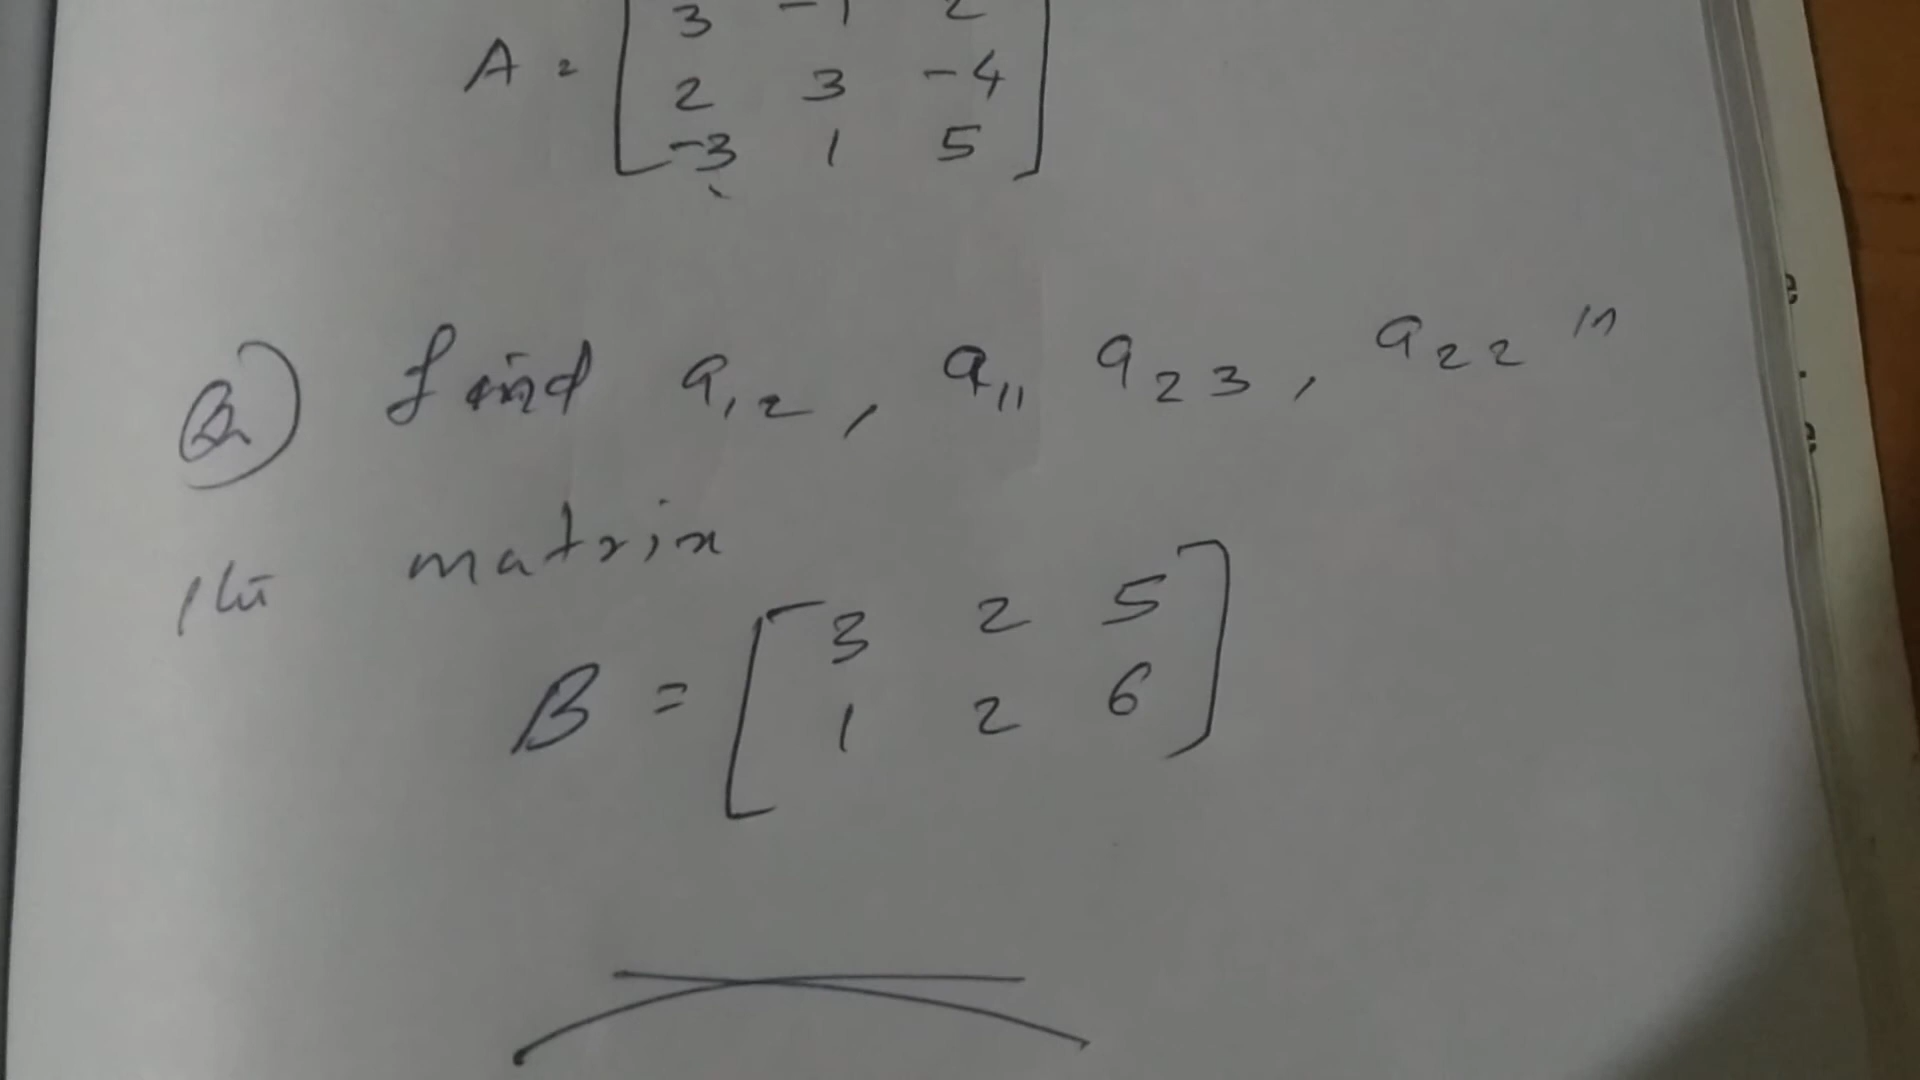 3 -1 2
A = 2 3 -4
-3 1 5
Q) find a12, a11 a23, a22 in
the matrix
3 2 5
B = 1 2 6